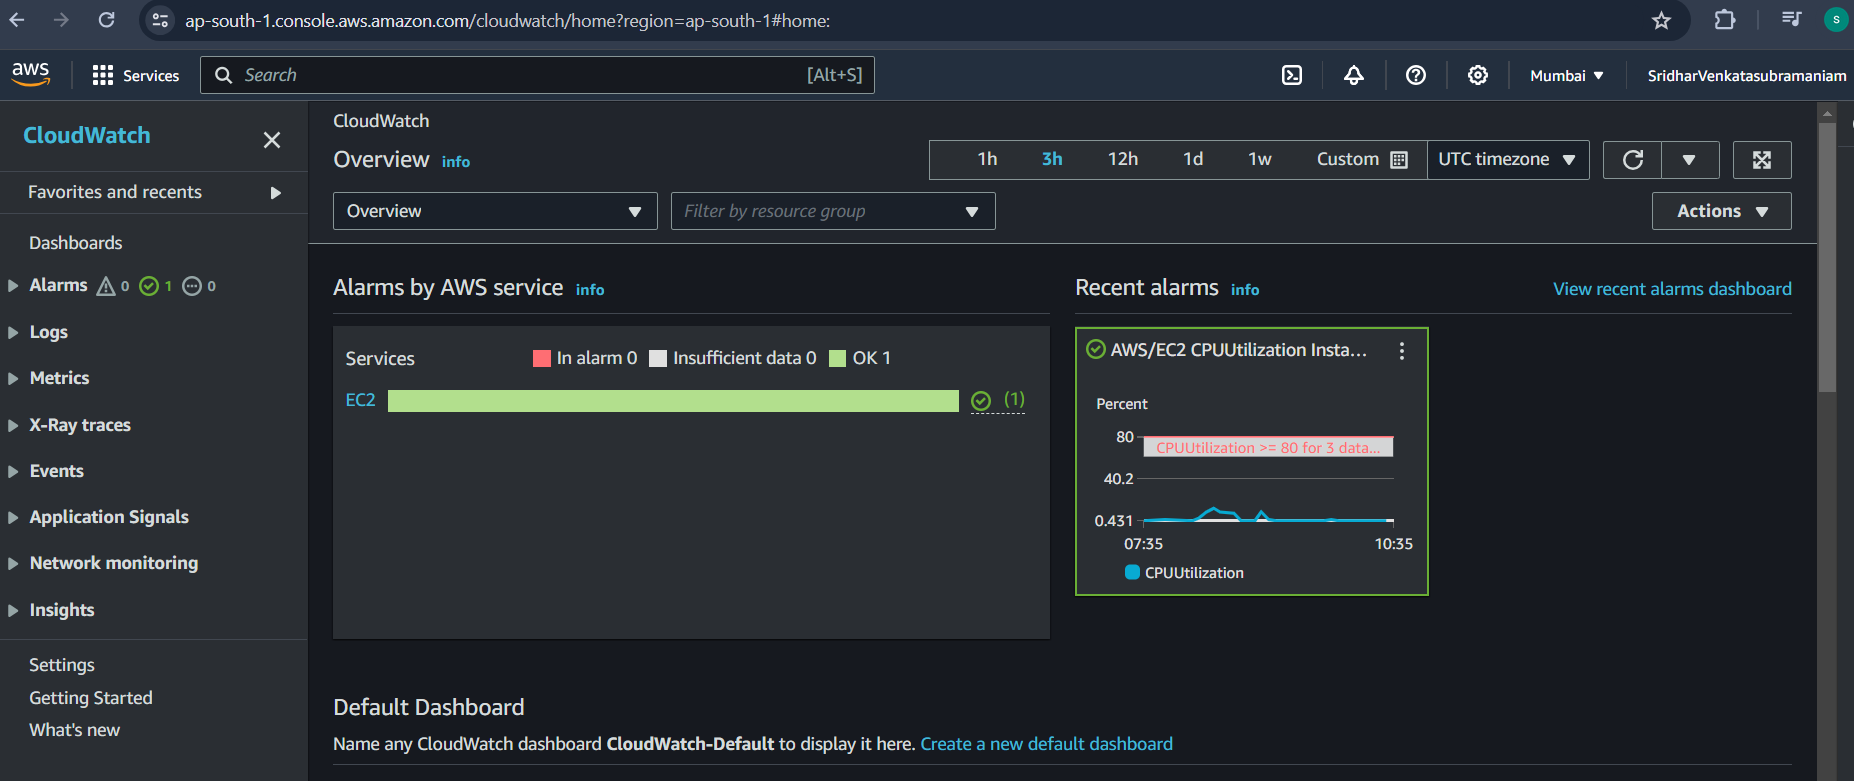 ap-south-1.console.aws.amazon.com/cloudwatch/home?region=ap-south-1#home:
S
aws
Services
Search
[Alt+S]
Mumbai
SridharVenkatasubramaniam
CloudWatch
Favorites and recents
Dashboards
Alarms 0 1 0
Logs
Metrics
X-Ray traces
Events
Application Signals
Network monitoring
Insights
Settings
Getting Started
What's new
CloudWatch
Overview info
1h 3h 12h 1d 1w Custom UTC timezone
Overview
Filter by resource group
Actions
Alarms by AWS service info
Services In alarm 0 Insufficient data 0 OK 1
EC2 (1)
Recent alarms info
View recent alarms dashboard
AWS/EC2 CPUUtilization Insta...
Percent
80
CPUUtilization >= 80 for 3 data...
40.2
0.431
07:35 10:35
CPUUtilization
Default Dashboard
Name any CloudWatch dashboard CloudWatch-Default to display it here. Create a new default dashboard